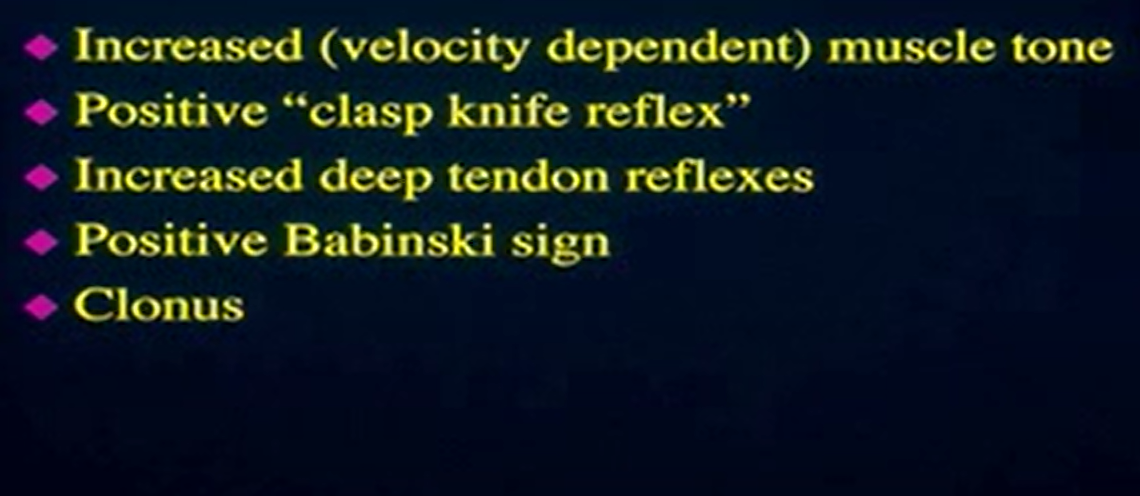 Increased (velocity dependent) muscle tone
Positive “clasp knife reflex”
Increased deep tendon reflexes
Positive Babinski sign
Clonus